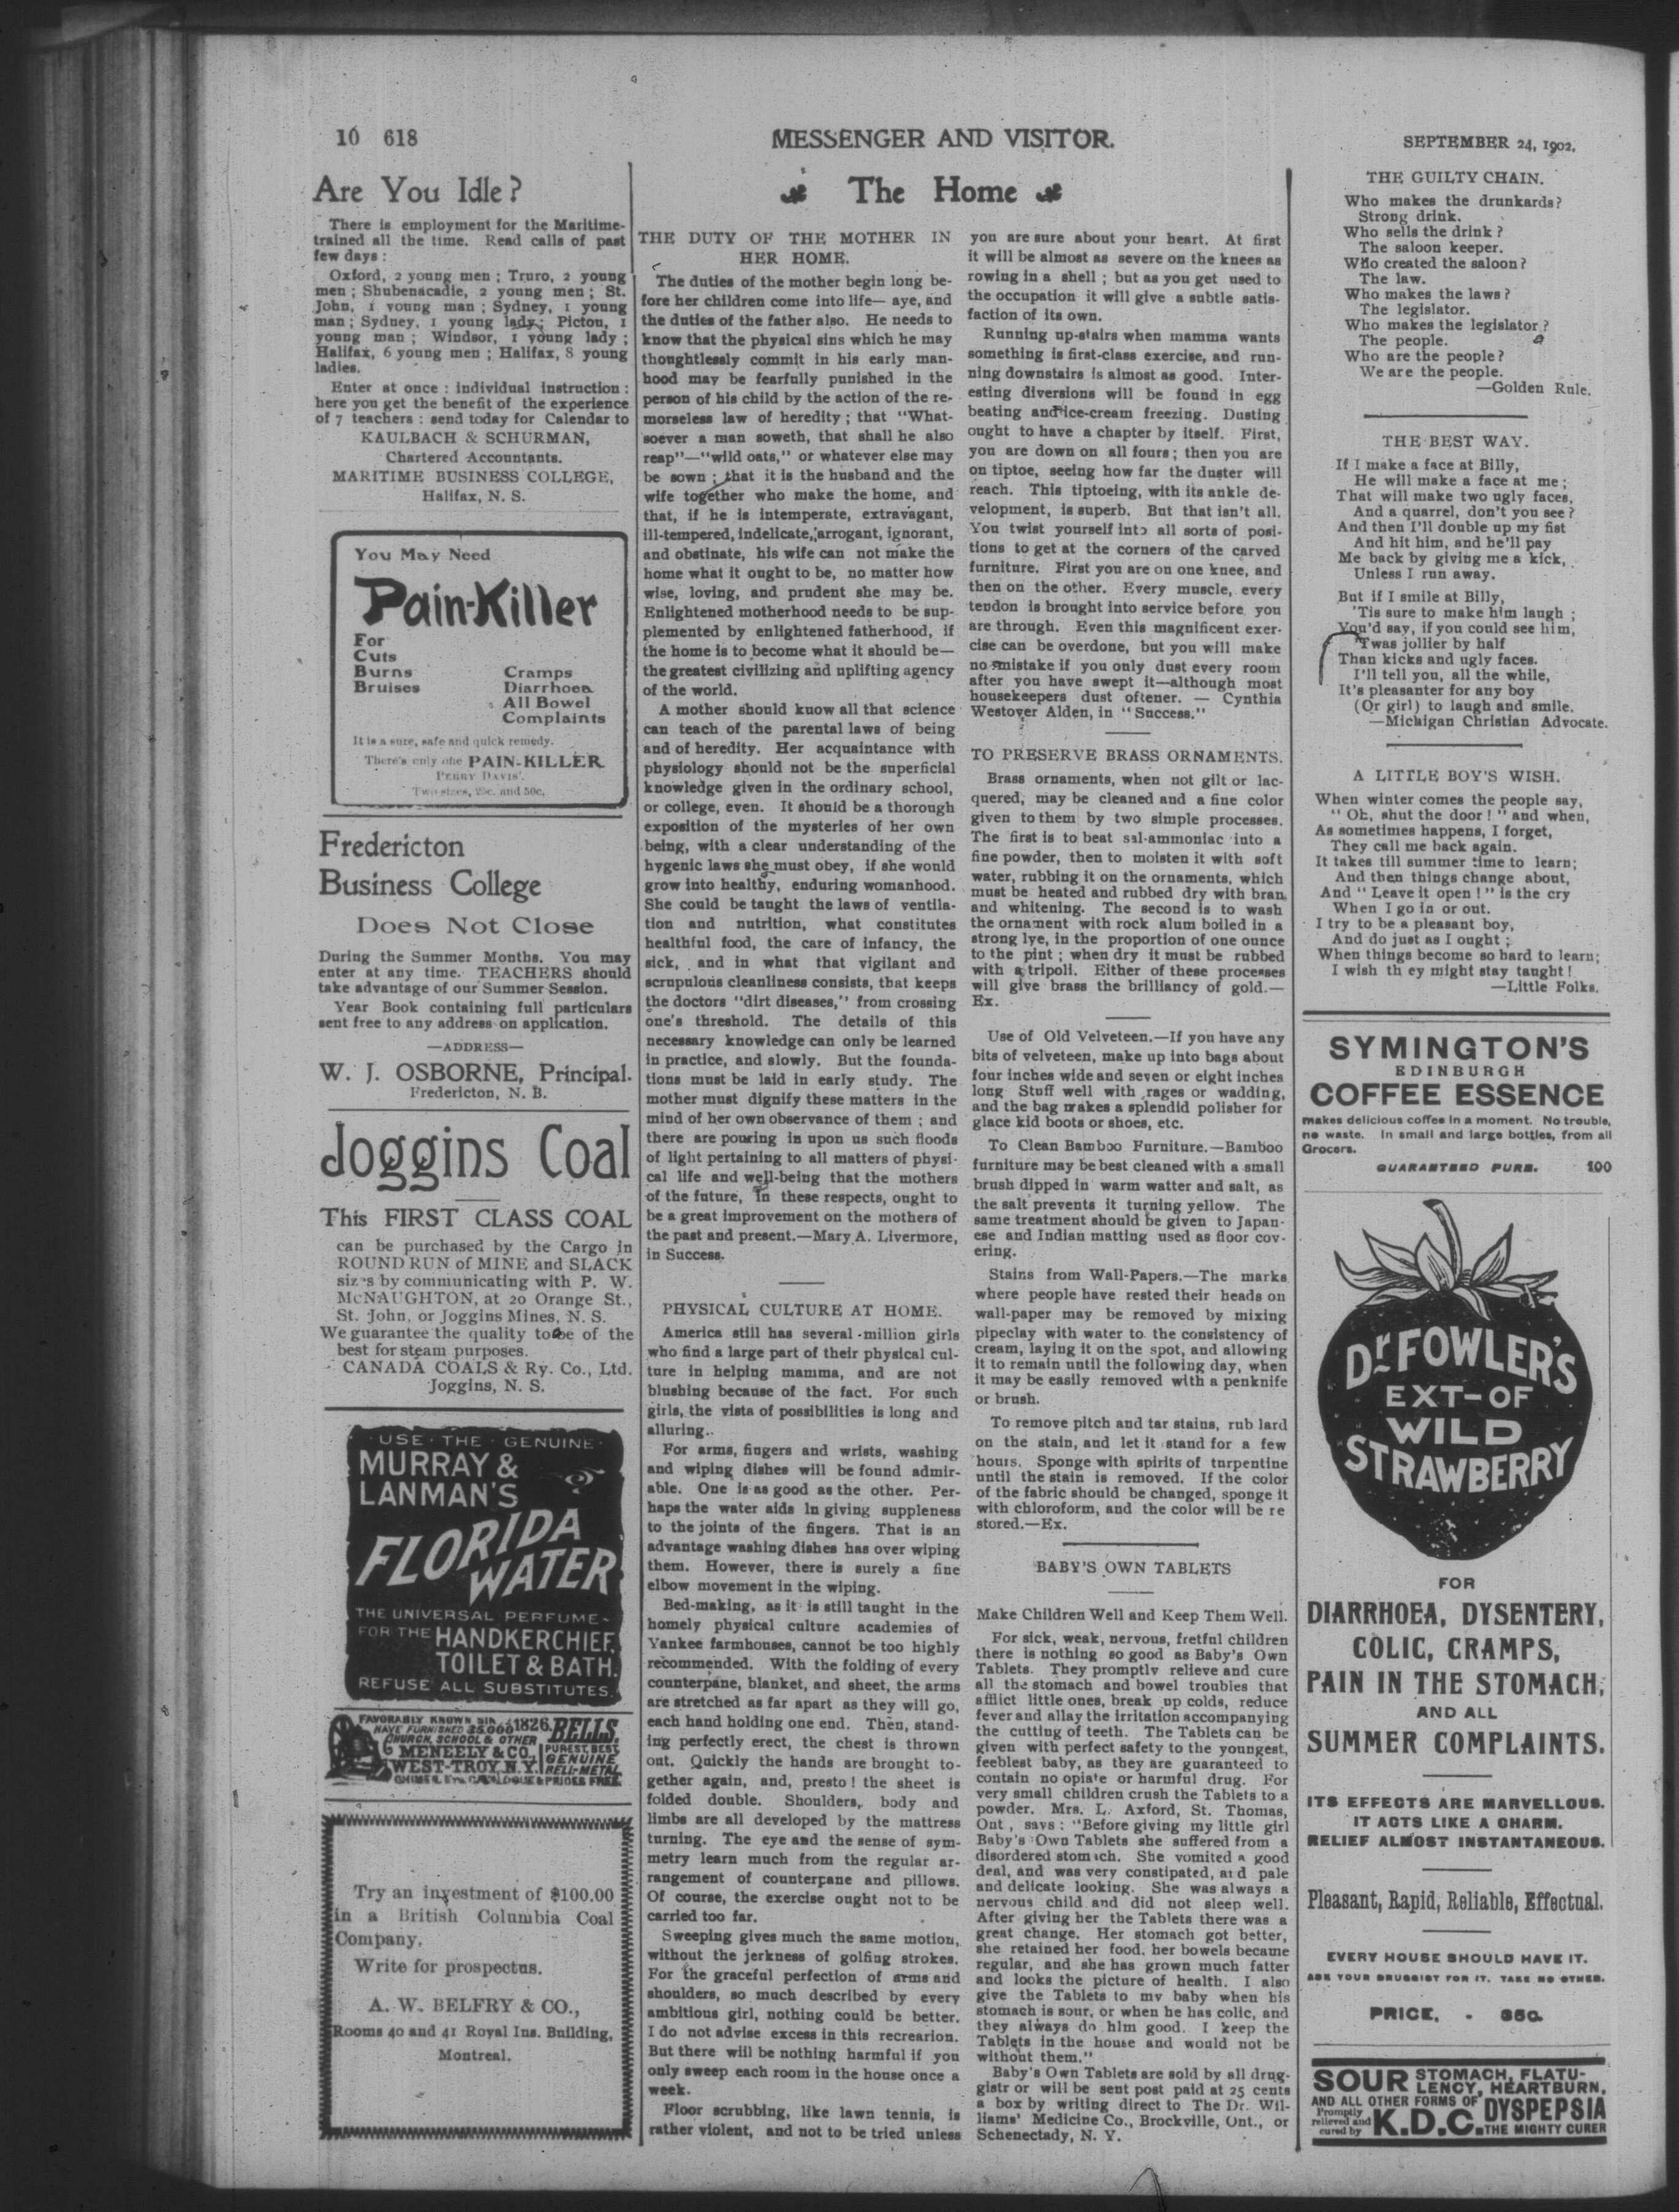 10 618
MESSENGER AND VISITOR.
SEPTEMBER 24, 1902.
Are You Idle?
There is employment for the Maritime-
trained all the time. Read calls of past
few days :
Oxford, 2 young men ; Truro, 2 young
men ; Shubenacadie, 2 young men ; St.
John, 1 young man ; Sydney, 1 young
man ; Sydney, 1 young lady ; Pictou, 1
young man ; Windsor, 1 young lady ;
Halifax, 6 young men ; Halifax, 8 young
ladies.
Enter at once : individual instruction :
here you get the benefit of the experience
of 7 teachers : send today for Calendar to
KAULBACH & SCHURMAN,
Chartered Accountants.
MARITIME BUSINESS COLLEGE,
Halifax, N. S.
You May Need
Pain-Killer
For
Cuts
Burns
Bruises
Cramps
Diarrhoea
All Bowel
Complaints
It is a sure, safe and quick remedy.
There's only one PAIN-KILLER
PERRY DAVIS'.
Two sizes, 25c. and 50c.
Fredericton
Business College
Does Not Close
During the Summer Months. You may
enter at any time. TEACHERS should
take advantage of our Summer Session.
Year Book containing full particulars
sent free to any address on application.
—ADDRESS—
W. J. OSBORNE, Principal.
Fredericton, N. B.
Joggins Coal
This FIRST CLASS COAL
can be purchased by the Cargo in
ROUND RUN of MINE and SLACK
sizes by communicating with P. W.
McNAUGHTON, at 20 Orange St.,
St. John, or Joggins Mines, N. S.
We guarantee the quality to be of the
best for steam purposes.
CANADA COALS & Ry. Co., Ltd.
Joggins, N. S.
USE THE GENUINE
MURRAY &
LANMAN'S
FLORIDA
WATER
THE UNIVERSAL PERFUME
FOR THE HANDKERCHIEF,
TOILET & BATH.
REFUSE ALL SUBSTITUTES.
FAVORABLY KNOWN 1826. BELLS.
HAVE FURNISHED 35.000
CHURCH, SCHOOL & OTHER
MENEELY & CO., PUREST, BEST,
WEST-TROY, N.Y. GENUINE
BELL-METAL
CHIMES, Etc. CATALOGUE & PRICES FREE.
Try an investment of $100.00
in a British Columbia Coal
Company.
Write for prospectus.
A. W. BELFRY & CO.,
Rooms 40 and 41 Royal Ins. Building,
Montreal.
The Home
THE DUTY OF THE MOTHER IN
HER HOME.
The duties of the mother begin long be-
fore her children come into life— aye, and
the duties of the father also. He needs to
know that the physical sins which he may
thoughtlessly commit in his early man-
hood may be fearfully punished in the
person of his child by the action of the re-
morseless law of heredity ; that "What-
soever a man soweth, that shall he also
reap"—"wild oats," or whatever else may
be sown ; that it is the husband and the
wife together who make the home, and
that, if he is intemperate, extravagant,
ill-tempered, indelicate, arrogant, ignorant,
and obstinate, his wife can not make the
home what it ought to be, no matter how
wise, loving, and prudent she may be.
Enlightened motherhood needs to be sup-
plemented by enlightened fatherhood, if
the home is to become what it should be—
the greatest civilizing and uplifting agency
of the world.
A mother should know all that science
can teach of the parental laws of being
and of heredity. Her acquaintance with
physiology should not be the superficial
knowledge given in the ordinary school,
or college, even. It should be a thorough
exposition of the mysteries of her own
being, with a clear understanding of the
hygenic laws she must obey, if she would
grow into healthy, enduring womanhood.
She could be taught the laws of ventila-
tion and nutrition, what constitutes
healthful food, the care of infancy, the
sick, and in what that vigilant and
scrupulous cleanliness consists, that keeps
the doctors "dirt diseases," from crossing
one's threshold. The details of this
necessary knowledge can only be learned
in practice, and slowly. But the founda-
tions must be laid in early study. The
mother must dignify these matters in the
mind of her own observance of them ; and
there are pouring in upon us such floods
of light pertaining to all matters of physi-
cal life and well-being that the mothers
of the future, in these respects, ought to
be a great improvement on the mothers of
the past and present.—Mary A. Livermore,
in Success.
PHYSICAL CULTURE AT HOME.
America still has several million girls
who find a large part of their physical cul-
ture in helping mamma, and are not
blushing because of the fact. For such
girls, the vista of possibilities is long and
alluring.
For arms, fingers and wrists, washing
and wiping dishes will be found admir-
able. One is as good as the other. Per-
haps the water aids in giving suppleness
to the joints of the fingers. That is an
advantage washing dishes has over wiping
them. However, there is surely a fine
elbow movement in the wiping.
Bed-making, as it is still taught in the
homely physical culture academies of
Yankee farmhouses, cannot be too highly
recommended. With the folding of every
counterpane, blanket, and sheet, the arms
are stretched as far apart as they will go,
each hand holding one end. Then, stand-
ing perfectly erect, the chest is thrown
out. Quickly the hands are brought to-
gether again, and, presto ! the sheet is
folded double. Shoulders, body and
limbs are all developed by the mattress
turning. The eye and the sense of sym-
metry learn much from the regular ar-
rangement of counterpane and pillows.
Of course, the exercise ought not to be
carried too far.
Sweeping gives much the same motion,
without the jerkness of golfing strokes.
For the graceful perfection of arms and
shoulders, so much described by every
ambitious girl, nothing could be better.
I do not advise excess in this recrearion.
But there will be nothing harmful if you
only sweep each room in the house once a
week.
Floor scrubbing, like lawn tennis, is
rather violent, and not to be tried unless
you are sure about your heart. At first
it will be almost as severe on the knees as
rowing in a shell ; but as you get used to
the occupation it will give a subtle satis-
faction of its own.
Running up-stairs when mamma wants
something is first-class exercise, and run-
ning downstairs is almost as good. Inter-
esting diversions will be found in egg
beating and ice-cream freezing. Dusting
ought to have a chapter by itself. First,
you are down on all fours ; then you are
on tiptoe, seeing how far the duster will
reach. This tiptoeing, with its ankle de-
velopment, is superb. But that isn't all.
You twist yourself into all sorts of posi-
tions to get at the corners of the carved
furniture. First you are on one knee, and
then on the other. Every muscle, every
tendon is brought into service before you
are through. Even this magnificent exer-
cise can be overdone, but you will make
no mistake if you only dust every room
after you have swept it—although most
housekeepers dust oftener. — Cynthia
Westover Alden, in "Success."
TO PRESERVE BRASS ORNAMENTS.
Brass ornaments, when not gilt or lac-
quered, may be cleaned and a fine color
given to them by two simple processes.
The first is to beat sal-ammoniac into a
fine powder, then to moisten it with soft
water, rubbing it on the ornaments, which
must be heated and rubbed dry with bran
and whitening. The second is to wash
the ornament with rock alum boiled in a
strong lye, in the proportion of one ounce
to the pint ; when dry it must be rubbed
with a tripoli. Either of these processes
will give brass the brilliancy of gold.—
Ex.
Use of Old Velveteen.—If you have any
bits of velveteen, make up into bags about
four inches wide and seven or eight inches
long Stuff well with rages or wadding,
and the bag makes a splendid polisher for
glace kid boots or shoes, etc.
To Clean Bamboo Furniture.—Bamboo
furniture may be best cleaned with a small
brush dipped in warm watter and salt, as
the salt prevents it turning yellow. The
same treatment should be given to Japan-
ese and Indian matting used as floor cov-
ering.
Stains from Wall-Papers.—The marks
where people have rested their heads on
wall-paper may be removed by mixing
pipeclay with water to the consistency of
cream, laying it on the spot, and allowing
it to remain until the following day, when
it may be easily removed with a penknife
or brush.
To remove pitch and tar stains, rub lard
on the stain, and let it stand for a few
hours. Sponge with spirits of turpentine
until the stain is removed. If the color
of the fabric should be changed, sponge it
with chloroform, and the color will be re
stored.—Ex.
BABY'S OWN TABLETS
Make Children Well and Keep Them Well.
For sick, weak, nervous, fretful children
there is nothing so good as Baby's Own
Tablets. They promptly relieve and cure
all the stomach and bowel troubles that
afflict little ones, break up colds, reduce
fever and allay the irritation accompanying
the cutting of teeth. The Tablets can be
given with perfect safety to the youngest,
feeblest baby, as they are guaranteed to
contain no opiate or harmful drug. For
very small children crush the Tablets to a
powder. Mrs. L. Axford, St. Thomas,
Ont , says : "Before giving my little girl
Baby's Own Tablets she suffered from a
disordered stomach. She vomited a good
deal, and was very constipated, and pale
and delicate looking. She was always a
nervous child and did not sleep well.
After giving her the Tablets there was a
great change. Her stomach got better,
she retained her food, her bowels became
regular, and she has grown much fatter
and looks the picture of health. I also
give the Tablets to my baby when his
stomach is sour, or when he has colic, and
they always do him good. I keep the
Tablets in the house and would not be
without them."
Baby's Own Tablets are sold by all drug-
gistr or will be sent post paid at 25 cents
a box by writing direct to The Dr. Wil-
liams' Medicine Co., Brockville, Ont., or
Schenectady, N. Y.
THE GUILTY CHAIN.
Who makes the drunkards?
Strong drink.
Who sells the drink ?
The saloon keeper.
Who created the saloon?
The law.
Who makes the laws?
The legislator.
Who makes the legislator ?
The people.
Who are the people?
We are the people.
—Golden Rule.
THE BEST WAY.
If I make a face at Billy,
He will make a face at me ;
That will make two ugly faces,
And a quarrel, don't you see?
And then I'll double up my fist
And hit him, and he'll pay
Me back by giving me a kick,
Unless I run away.
But if I smile at Billy,
'Tis sure to make him laugh ;
You'd say, if you could see him,
'Twas jollier by half
Than kicks and ugly faces.
I'll tell you, all the while,
It's pleasanter for any boy
(Or girl) to laugh and smile.
—Michigan Christian Advocate.
A LITTLE BOY'S WISH.
When winter comes the people say,
" Oh, shut the door ! " and when,
As sometimes happens, I forget,
They call me back again.
It takes till summer time to learn;
And then things change about,
And " Leave it open ! " is the cry
When I go in or out.
I try to be a pleasant boy,
And do just as I ought ;
When things become so hard to learn;
I wish th ey might stay taught !
—Little Folks.
SYMINGTON'S
EDINBURGH
COFFEE ESSENCE
makes delicious coffee in a moment. No trouble,
no waste. In small and large bottles, from all
Grocers.
GUARANTEED PURE. 100
Dr FOWLER'S
EXT-OF
WILD
STRAWBERRY
FOR
DIARRHOEA, DYSENTERY,
COLIC, CRAMPS,
PAIN IN THE STOMACH,
AND ALL
SUMMER COMPLAINTS.
ITS EFFECTS ARE MARVELLOUS.
IT ACTS LIKE A CHARM.
RELIEF ALMOST INSTANTANEOUS.
Pleasant, Rapid, Reliable, Effectual.
EVERY HOUSE SHOULD HAVE IT.
ASK YOUR DRUGGIST FOR IT. TAKE NO OTHER.
PRICE, - 35C.
SOUR STOMACH, FLATU-
LENCY, HEARTBURN,
AND ALL OTHER FORMS OF DYSPEPSIA
Promptly
relieved and
cured by K.D.C. THE MIGHTY CURER